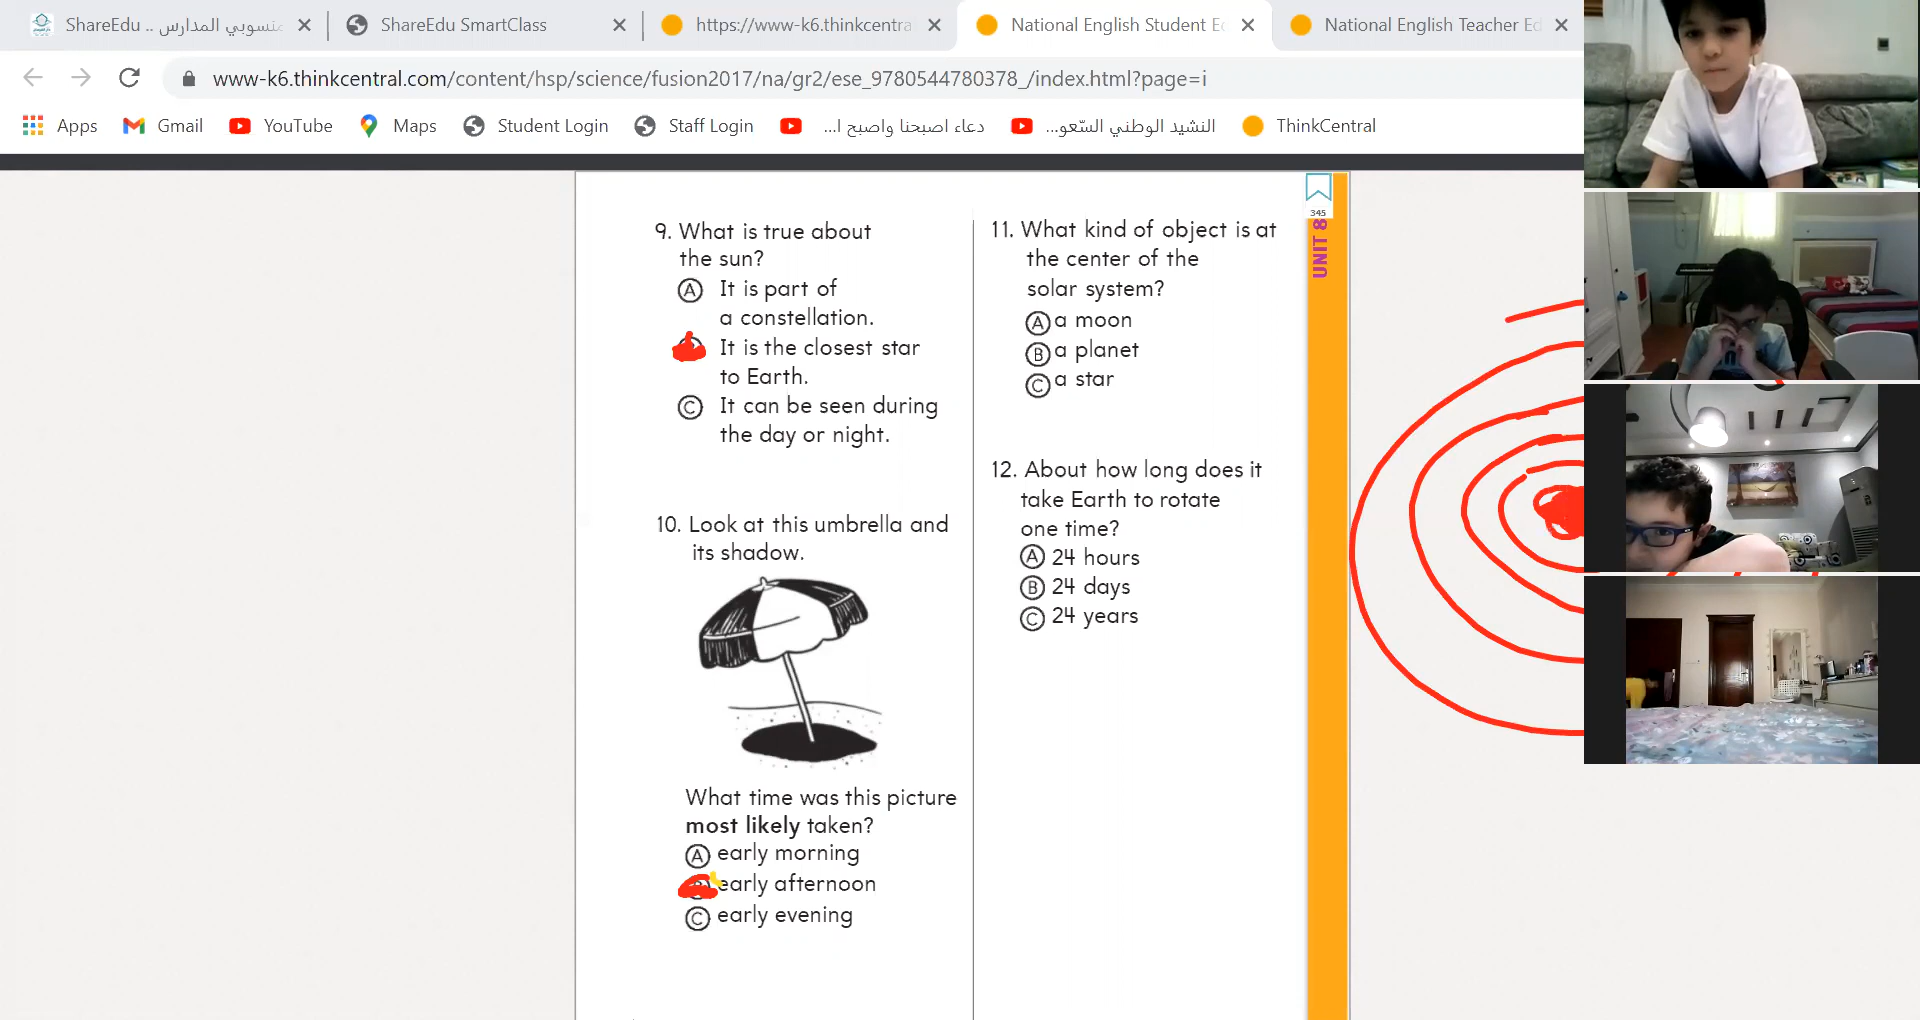 ShareEdu .. منسوبي المدارس
ShareEdu SmartClass
https://www-k6.thinkcentra
National English Student Ed
National English Teacher Ed
www-k6.thinkcentral.com/content/hsp/science/fusion2017/na/gr2/ese_9780544780378_/index.html?page=i
Apps
Gmail
YouTube
Maps
Student Login
Staff Login
دعاء اصبحنا واصبح ا...
النشيد الوطني السّعو...
ThinkCentral
9. What is true about
the sun?
A It is part of
a constellation.
It is the closest star
to Earth.
C It can be seen during
the day or night.
10. Look at this umbrella and
its shadow.
What time was this picture
most likely taken?
A early morning
early afternoon
C early evening
11. What kind of object is at
the center of the
solar system?
A a moon
B a planet
C a star
12. About how long does it
take Earth to rotate
one time?
A 24 hours
B 24 days
C 24 years
345
UNIT 8